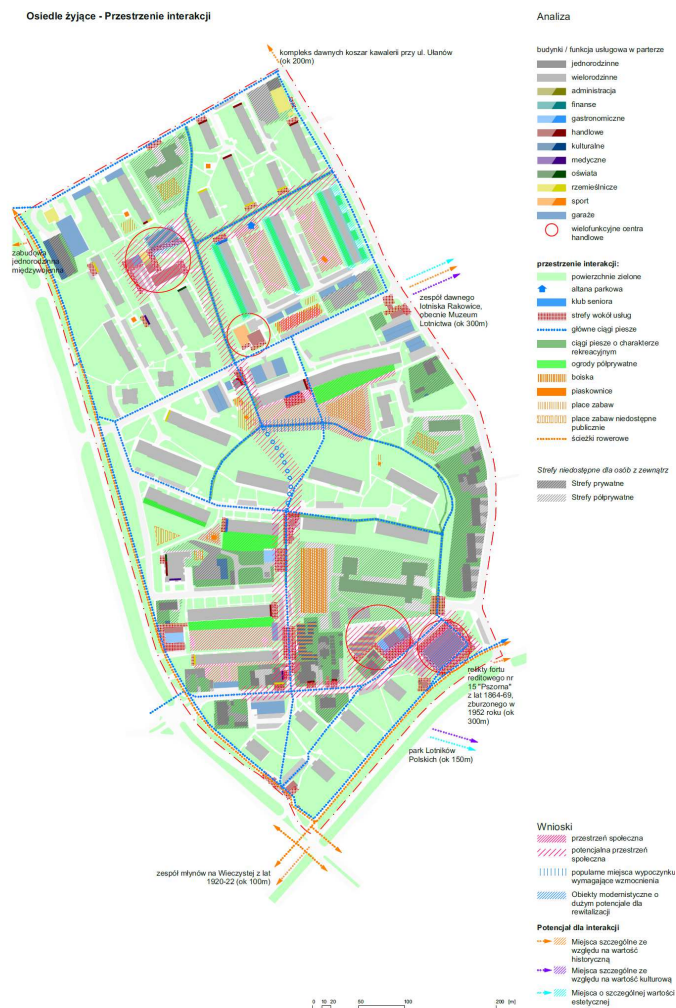 Osiedle żyjące - Przestrzenie interakcji
kompleks dawnych koszar kawalerii przy ul. Ułanów
(ok 200m)
zabudowa
jednorodzinna
międzywojenna
zespół dawnego
lotniska Rakowice,
obecnie Muzeum
Lotnictwa (ok 300m)
relikty fortu
reditowego nr
15 "Pszorna"
z lat 1864-69,
zburzonego w
1952 roku (ok
300m)
park Lotników
Polskich (ok 150m)
zespół młynów na Wieczystej z lat
1920-22 (ok 100m)
Analiza
budynki / funkcja usługowa w parterze
jednorodzinne
wielorodzinne
administracja
finanse
gastronomiczne
handlowe
kulturalne
medyczne
oświata
rzemieślnicze
sport
garaże
wielofunkcyjne centra
handlowe
przestrzenie interakcji:
powierzchnie zielone
altana parkowa
klub seniora
strefy wokół usług
główne ciągi piesze
ciągi piesze o charakterze
rekreacyjnym
ogrody półprywatne
boiska
piaskownice
place zabaw
place zabaw niedostępne
publicznie
ścieżki rowerowe
Strefy niedostępne dla osób z zewnątrz
Strefy prywatne
Strefy półprywatne
Wnioski
przestrzeń społeczna
potencjalna przestrzeń
społeczna
popularne miejsca wypoczynku
wymagające wzmocnienia
Obiekty modernistyczne o
dużym potencjale dla
rewitalizacji
Potencjał dla interakcji
Miejsca szczególne ze
względu na wartość
historyczną
Miejsca szczególne ze
względu na wartość kulturową
Miejsca o szczególnej wartości
estetycznej
0 10 20 50 100 200 [m]